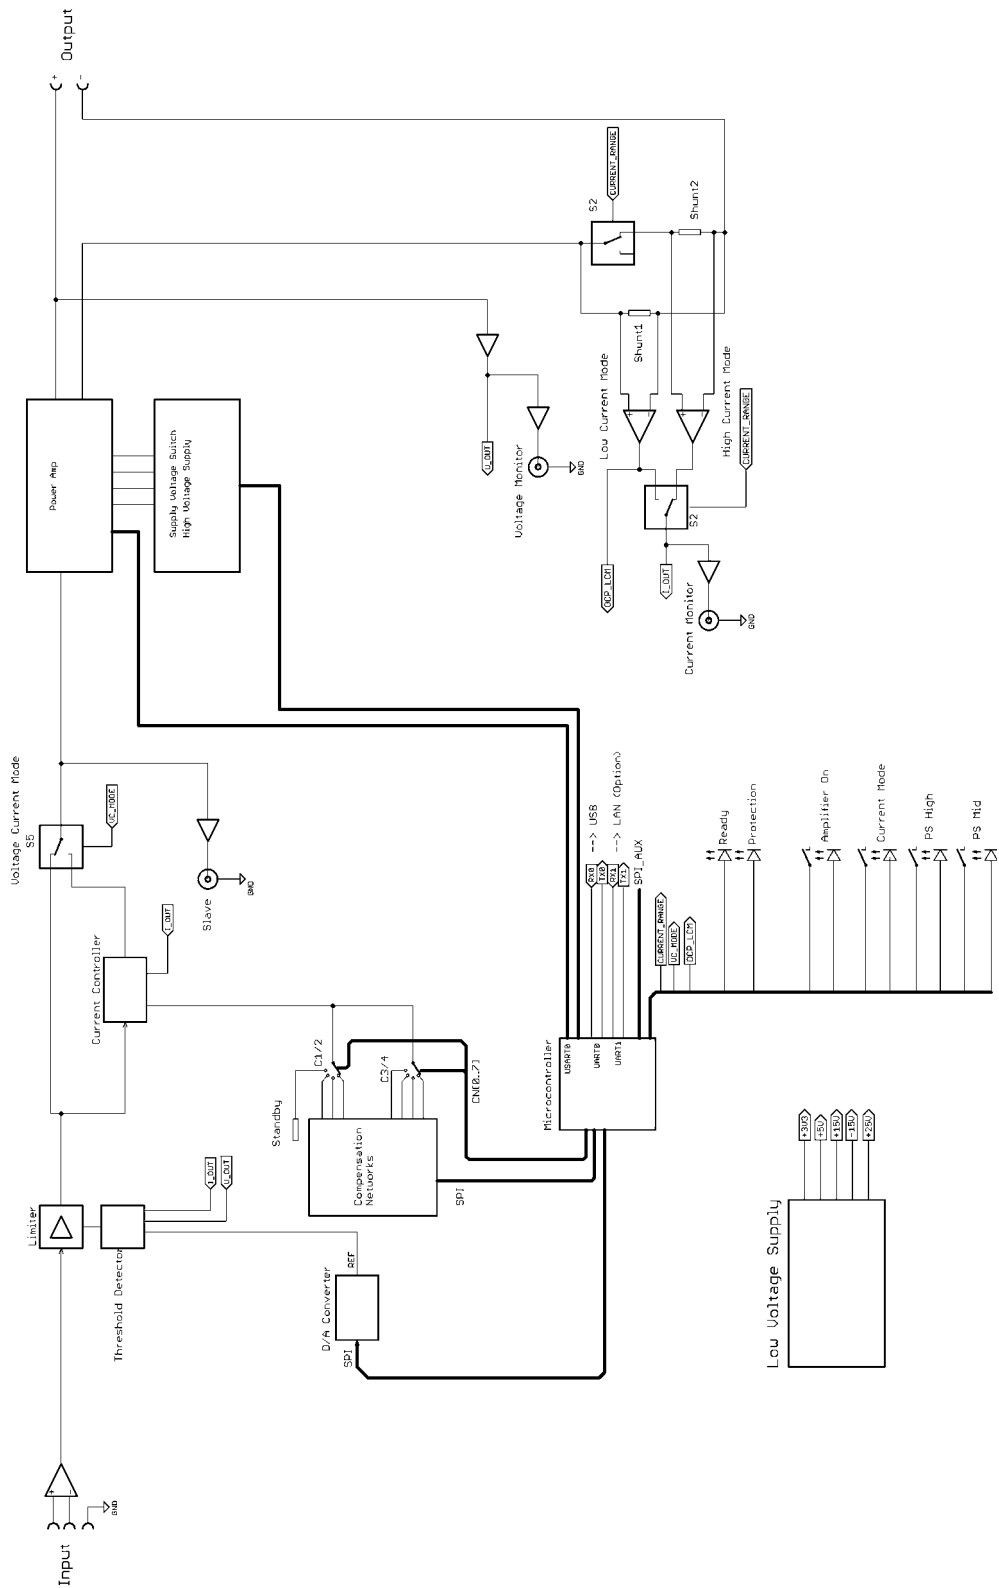 Input
+
-
GND
Limiter
Threshold Detector
I_OUT
U_OUT
REF
D/A Converter
SPI
Current Controller
I_OUT
Voltage Current Mode
S5
VC_MODE
Slave
GND
Standby
C1/2
C3/4
CN[0..7]
Compensation
Networks
SPI
Power Amp
Supply Voltage Switch
High Voltage Supply
Output
+
-
U_OUT
Voltage Monitor
GND
S2
CURRENT_RANGE
Shunt2
Shunt1
Low Current Mode
+
-
+
-
High Current Mode
CURRENT_RANGE
S2
OCP_LCM
I_OUT
Current Monitor
GND
Microcontroller
USART0
UART0
UART1
RX0
TX0
--> USB
RX1
TX1
--> LAN (Option)
SPI_AUX
CURRENT_RANGE
VC_MODE
OCP_LCM
Ready
Protection
Amplifier On
Current Mode
PS High
PS Mid
Low Voltage Supply
+3V3
+5V
+15V
-15V
+25V